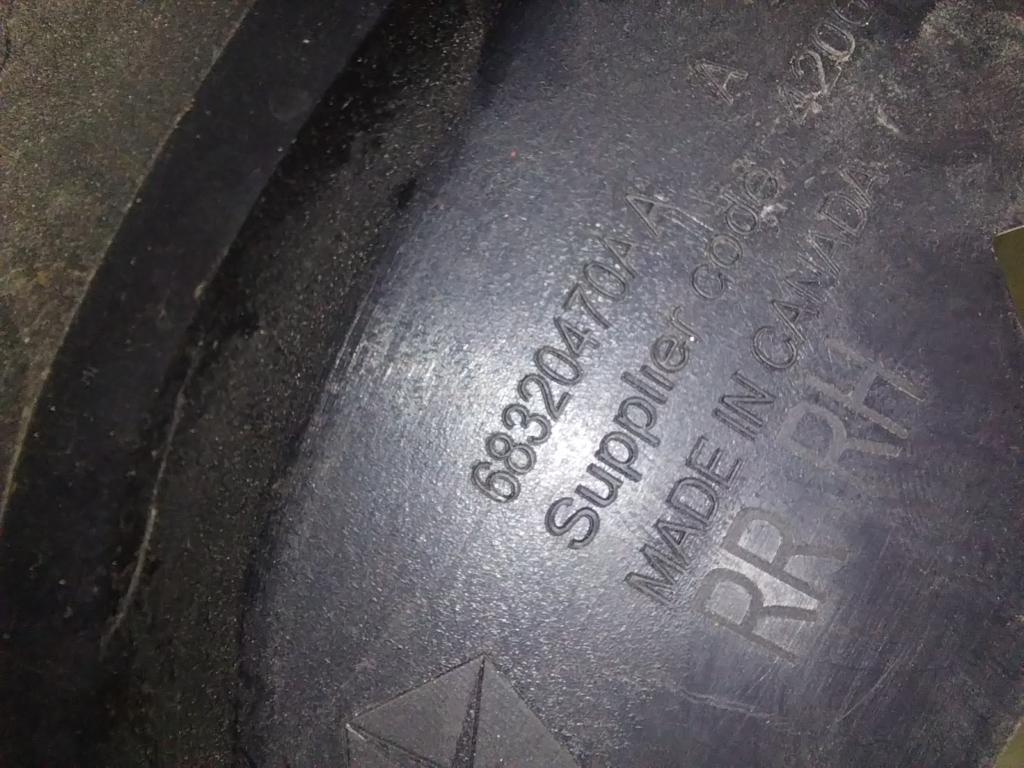 68320470AA A
Supplier code
MADE IN CANADA
RR RH